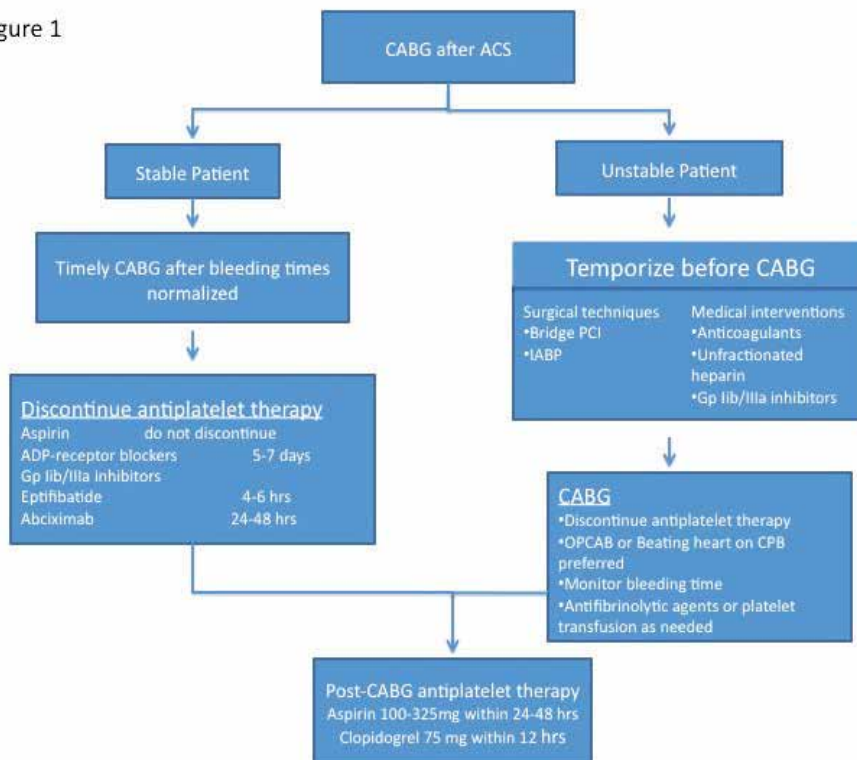 gure 1
CABG after ACS
Stable Patient
Unstable Patient
Timely CABG after bleeding times
normalized
Temporize before CABG
Surgical techniques
•Bridge PCI
•IABP
Medical interventions
•Anticoagulants
•Unfractionated
heparin
•Gp Iib/IIIa inhibitors
Discontinue antiplatelet therapy
Aspirin do not discontinue
ADP-receptor blockers 5-7 days
Gp Iib/IIIa Inhibitors
Eptifibatide 4-6 hrs
Abciximab 24-48 hrs
CABG
•Discontinue antiplatelet therapy
•OPCAB or Beating heart on CPB
preferred
•Monitor bleeding time
•Antifibrinolytic agents or platelet
transfusion as needed
Post-CABG antiplatelet therapy
Aspirin 100-325mg within 24-48 hrs
Clopidogrel 75 mg within 12 hrs